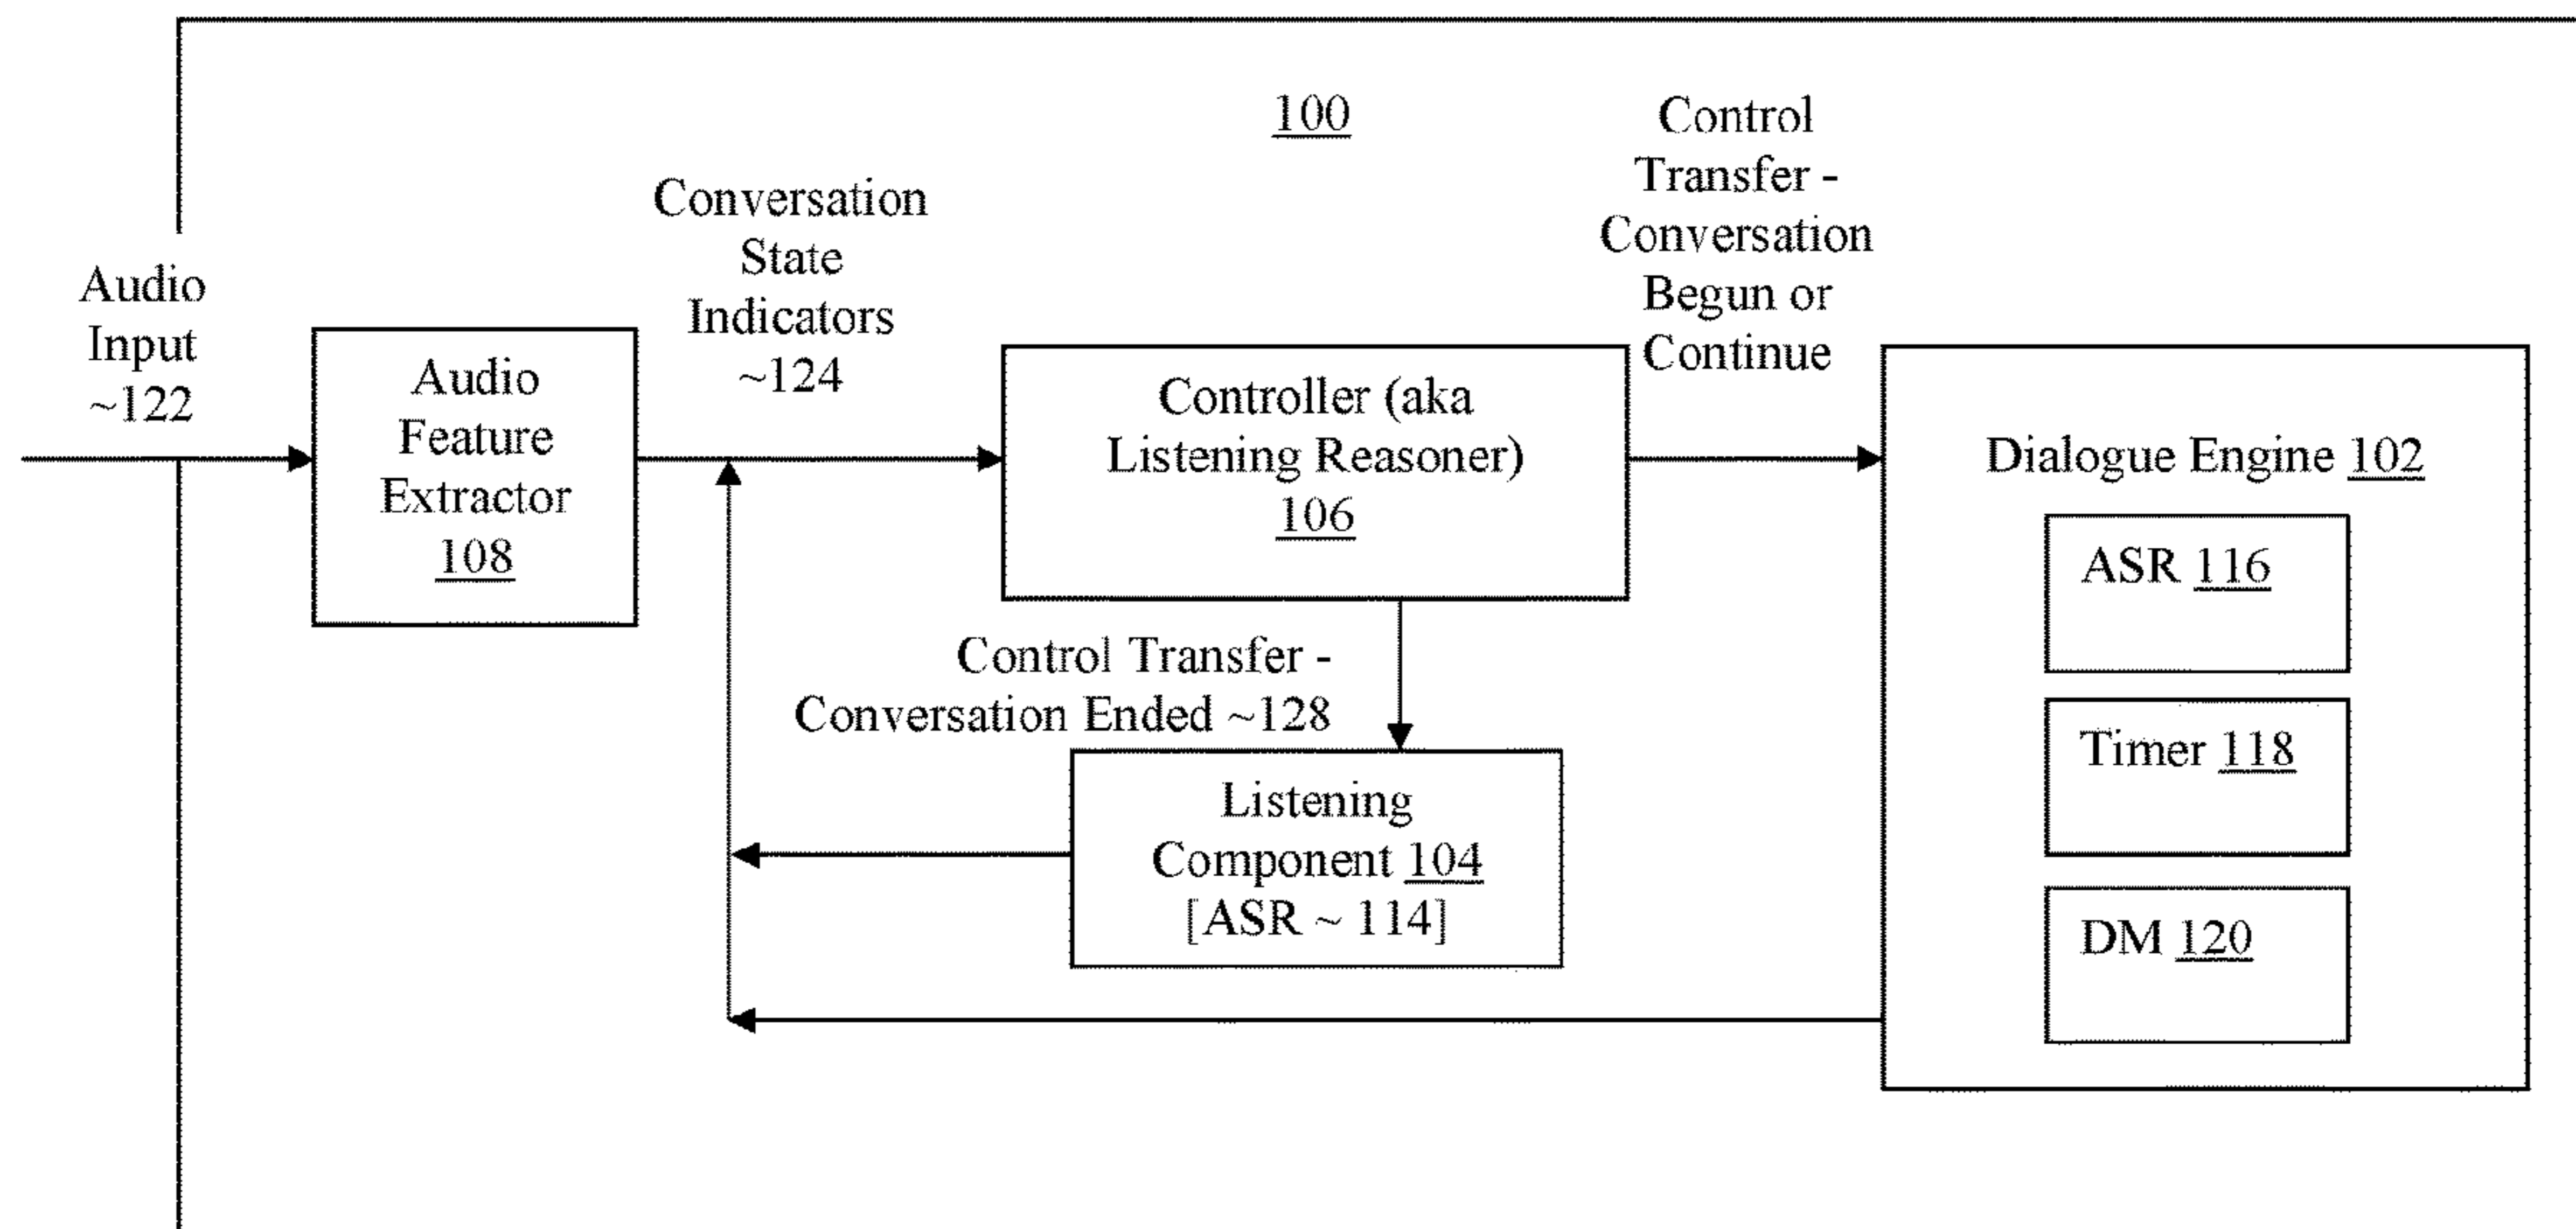 100
Audio
Input
~122
Audio
Feature
Extractor
108
Conversation
State
Indicators
~124
Controller (aka
Listening Reasoner)
106
Control
Transfer -
Conversation
Begun or
Continue
Control Transfer -
Conversation Ended ~128
Listening
Component 104
[ASR ~ 114]
Dialogue Engine 102
ASR 116
Timer 118
DM 120